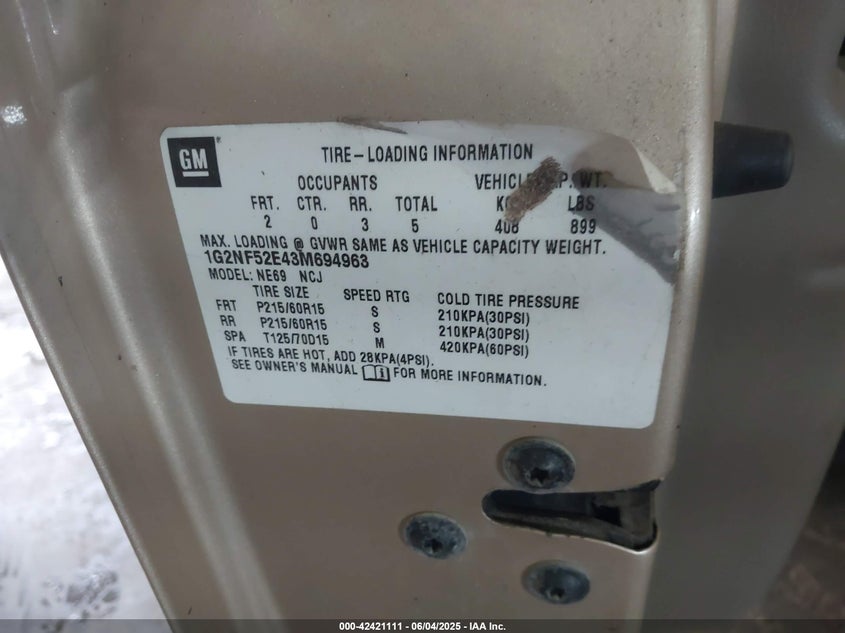 GM
TIRE-LOADING INFORMATION
OCCUPANTS VEHICLE P. WT.
FRT. CTR. RR. TOTAL LBS
2 0 3 5 408 899
MAX. LOADING @ GVWR SAME AS VEHICLE CAPACITY WEIGHT.
1G2NF52E43M694963
MODEL: NE69 NCJ
TIRE SIZE SPEED RTG COLD TIRE PRESSURE
FRT P215/60R15 S 210KPA(30PSI)
RR P215/60R15 S 210KPA(30PSI)
SPA T125/70D15 M 420KPA(60PSI)
IF TIRES ARE HOT, ADD 28KPA(4PSI).
SEE OWNER'S MANUAL FOR MORE INFORMATION.
000-42421111 - 06/04/2025 - IAA Inc.